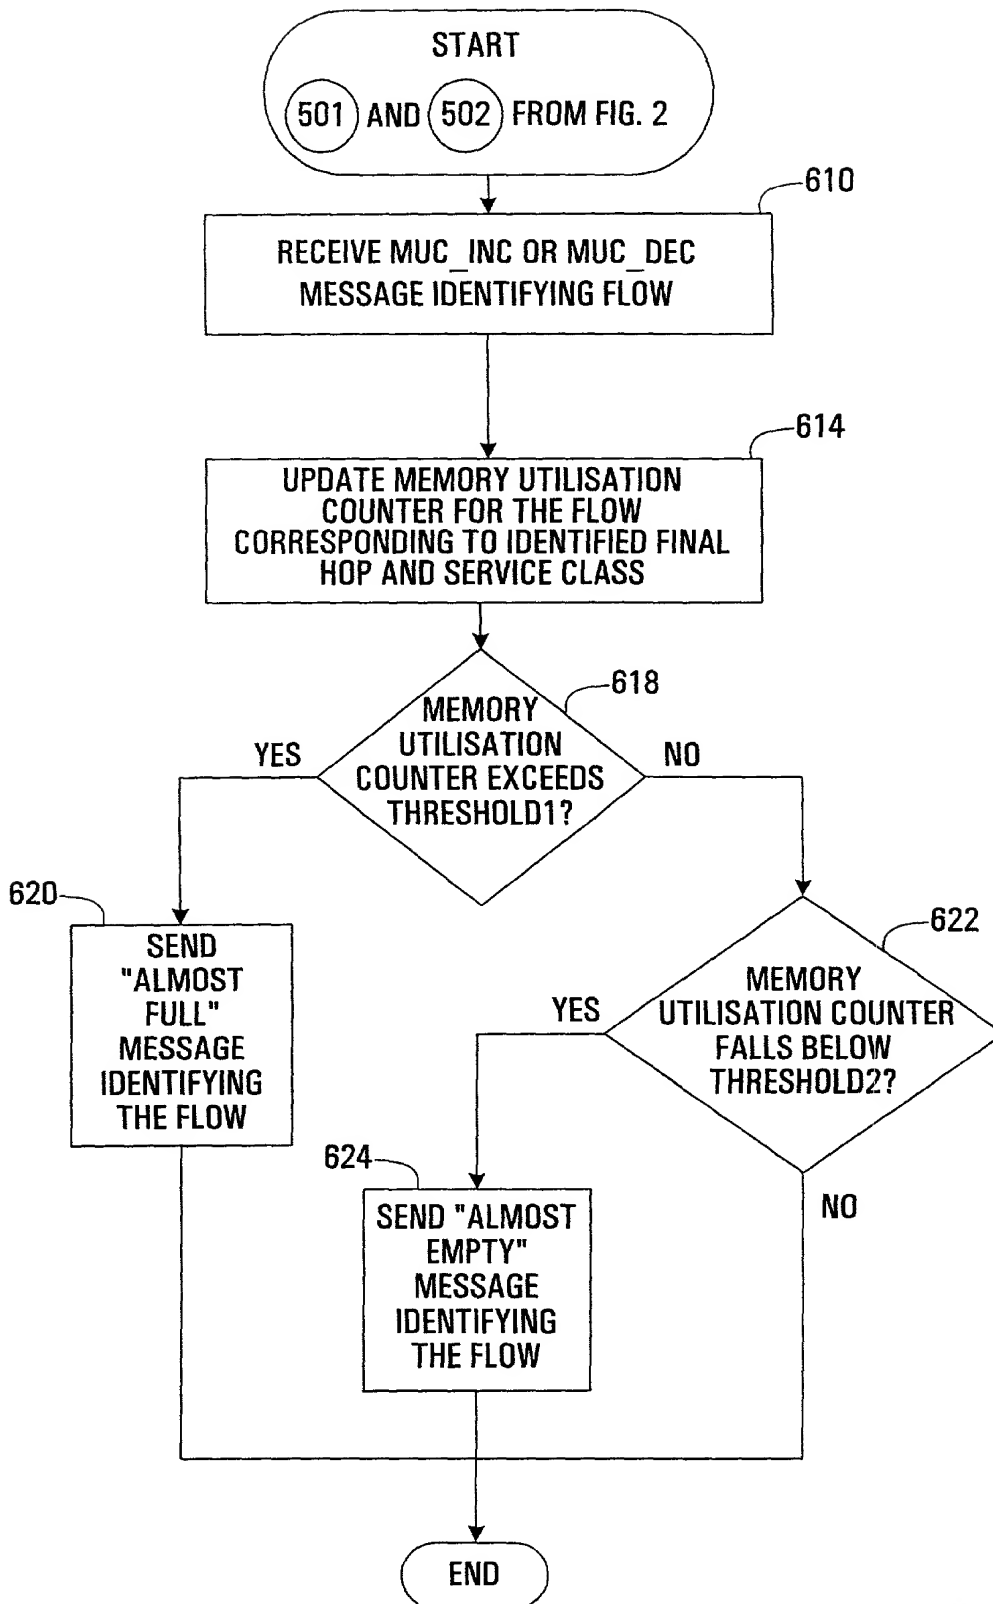 START
501 AND 502 FROM FIG. 2
610
RECEIVE MUC_INC OR MUC_DEC
MESSAGE IDENTIFYING FLOW
614
UPDATE MEMORY UTILISATION
COUNTER FOR THE FLOW
CORRESPONDING TO IDENTIFIED FINAL
HOP AND SERVICE CLASS
618
MEMORY
UTILISATION
COUNTER EXCEEDS
THRESHOLD1?
YES
NO
620
SEND
"ALMOST
FULL"
MESSAGE
IDENTIFYING
THE FLOW
622
MEMORY
UTILISATION COUNTER
FALLS BELOW
THRESHOLD2?
YES
NO
624
SEND "ALMOST
EMPTY"
MESSAGE
IDENTIFYING
THE FLOW
END